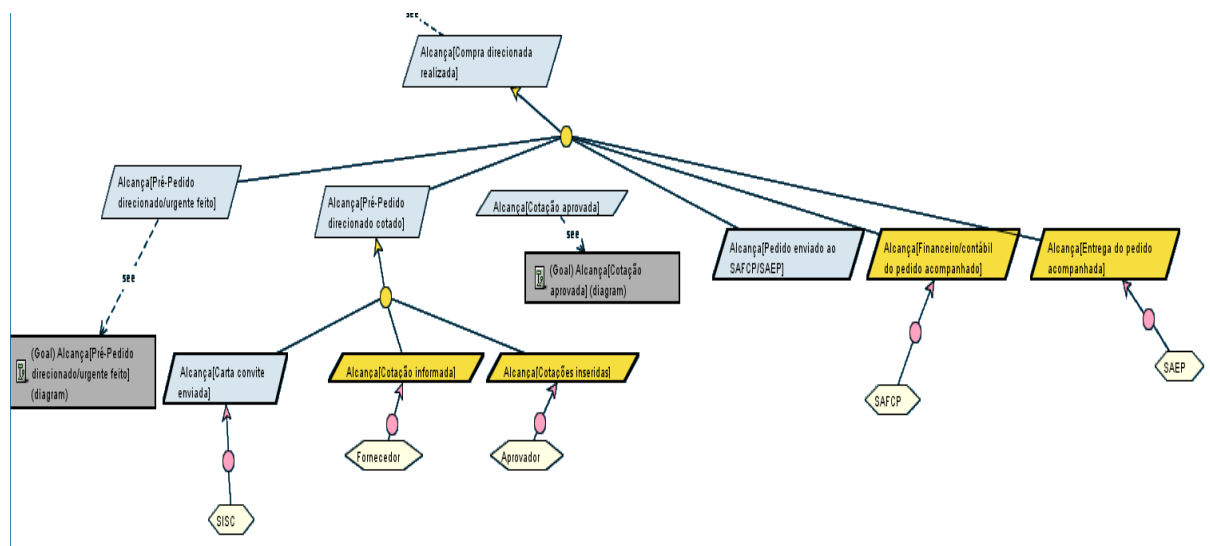 see
Alcança[Compra direcionada
realizada]
Alcança[Pré-Pedido
direcionado/urgente feito]
Alcança[Pré-Pedido
direcionado cotado]
Alcança[Cotação aprovada]
see
Alcança[Pedido enviado ao
SAFCP/SAEP]
Alcança[Financeiro/contábil
do pedido acompanhado]
Alcança[Entrega do pedido
acompanhada]
see
(Goal) Alcança[Cotação
aprovada] (diagram)
(Goal) Alcança[Pré-Pedido
direcionado/urgente feito]
(diagram)
Alcança[Carta convite
enviada]
Alcança[Cotação informada]
Alcança[Cotações inseridas]
SAFCP
SAEP
Fornecedor
Aprovador
SISC